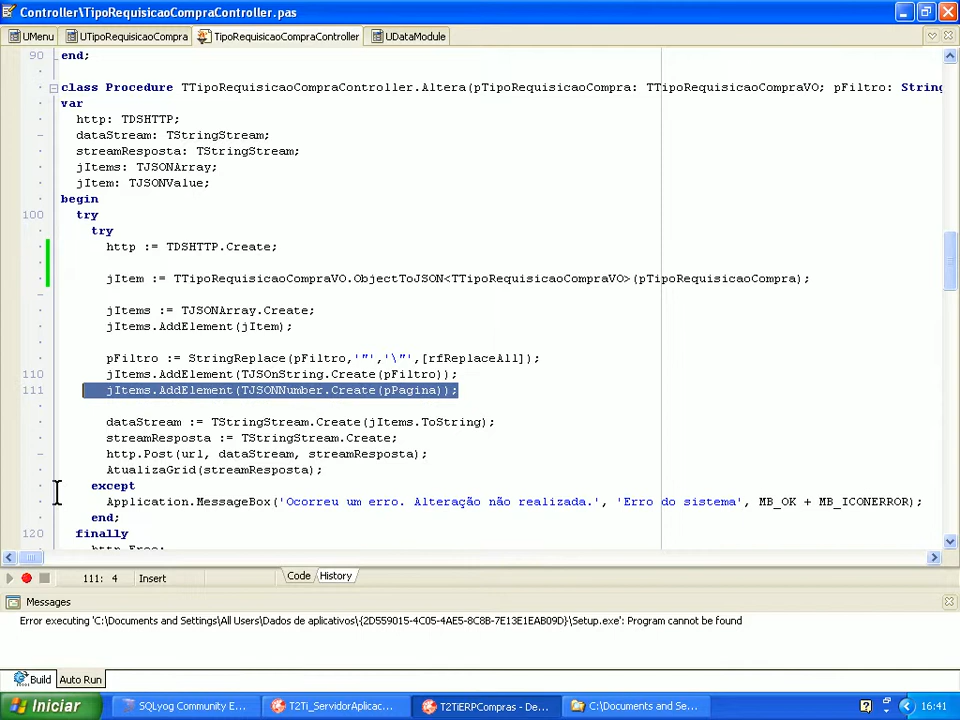 Controller\TipoRequisicaoCompraController.pas
UMenu UTipoRequisicaoCompra TipoRequisicaoCompraController UDataModule
90 end;
class Procedure TTipoRequisicaoCompraController.Altera(pTipoRequisicaoCompra: TTipoRequisicaoCompraVO; pFiltro: String
var
http: TDSHTTP;
dataStream: TStringStream;
streamResposta: TStringStream;
jItems: TJSONArray;
jItem: TJSONValue;
begin
100 try
try
http := TDSHTTP.Create;
jItem := TTipoRequisicaoCompraVO.ObjectToJSON<TTipoRequisicaoCompraVO>(pTipoRequisicaoCompra);
jItems := TJSONArray.Create;
jItems.AddElement(jItem);
pFiltro := StringReplace(pFiltro,'"','\"',[rfReplaceAll]);
110 jItems.AddElement(TJSOnString.Create(pFiltro));
111 jItems.AddElement(TJSONNumber.Create(pPagina));
dataStream := TStringStream.Create(jItems.ToString);
streamResposta := TStringStream.Create;
http.Post(url, dataStream, streamResposta);
AtualizaGrid(streamResposta);
except
Application.MessageBox('Ocorreu um erro. Alteração não realizada.', 'Erro do sistema', MB_OK + MB_ICONERROR);
end;
120 finally
http.Free;
111: 4 Insert Code History
Messages
Error executing 'C:\Documents and Settings\All Users\Dados de aplicativos\{2D559015-4C05-4AE5-8C8B-7E13E1EAB09D}\Setup.exe': Program cannot be found
Build Auto Run
Iniciar SQLyog Community E... T2Ti_ServidorAplicac... T2TiERPCompras - De... C:\Documents and Se... 16:41